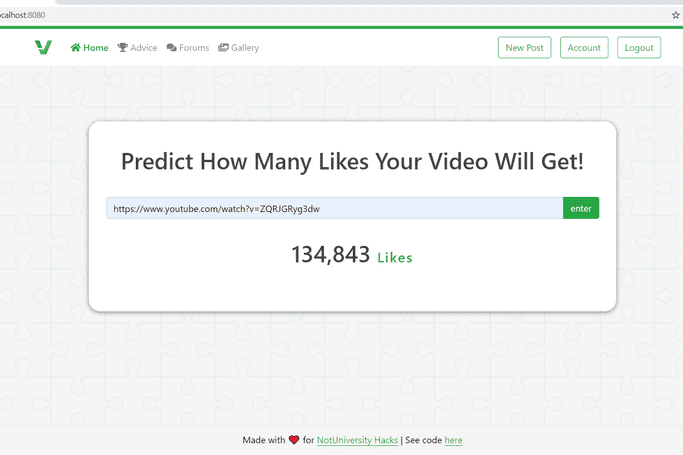 ocalhost:8080
Home Advice Forums Gallery New Post Account Logout
Predict How Many Likes Your Video Will Get!
https://www.youtube.com/watch?v=ZQRJGRyg3dw enter
134,843 Likes
Made with ❤ for NotUniversity Hacks | See code here